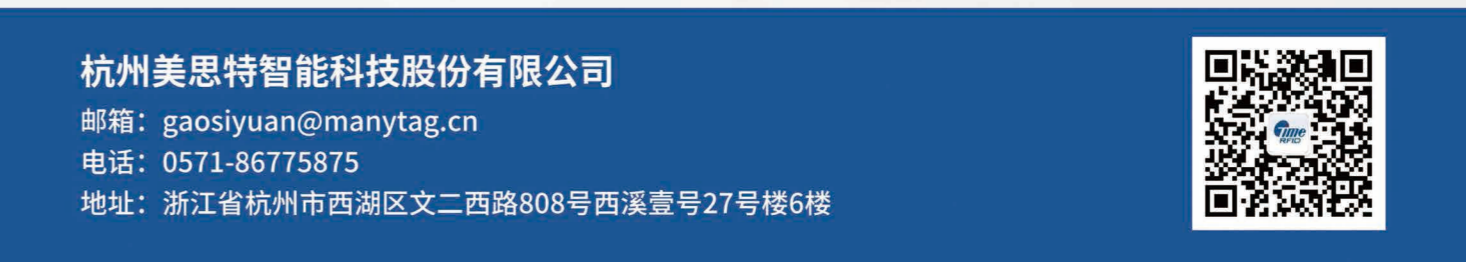 杭州美思特智能科技股份有限公司
邮箱：gaosiyuan@manytag.cn
电话：0571-86775875
地址：浙江省杭州市西湖区文二西路808号西溪壹号27号楼6楼
Time
RFID